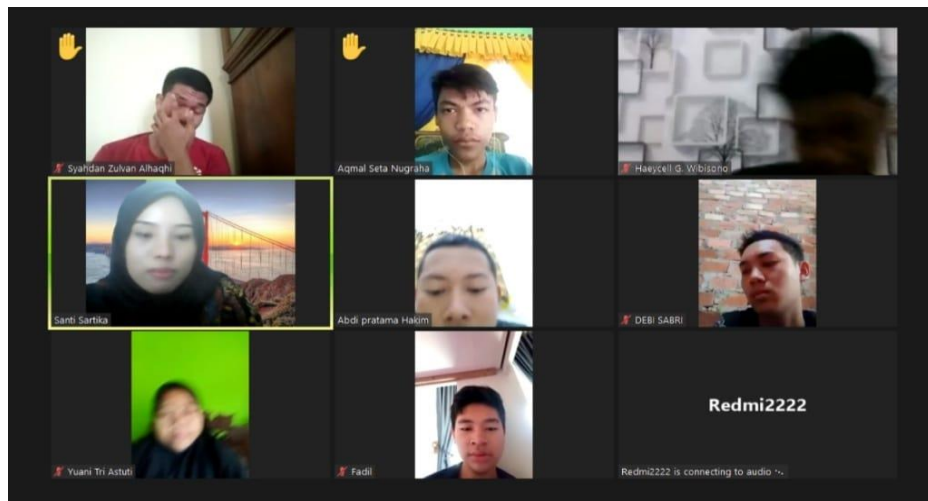 Syahdan Zulvan Alhaqhi
Aqmal Seta Nugraha
Haeycell G. Wibisono
Santi Sartika
Abdi pratama Hakim
DEBI SABRI
Yuani Tri Astuti
Fadil
Redmi2222
Redmi2222 is connecting to audio